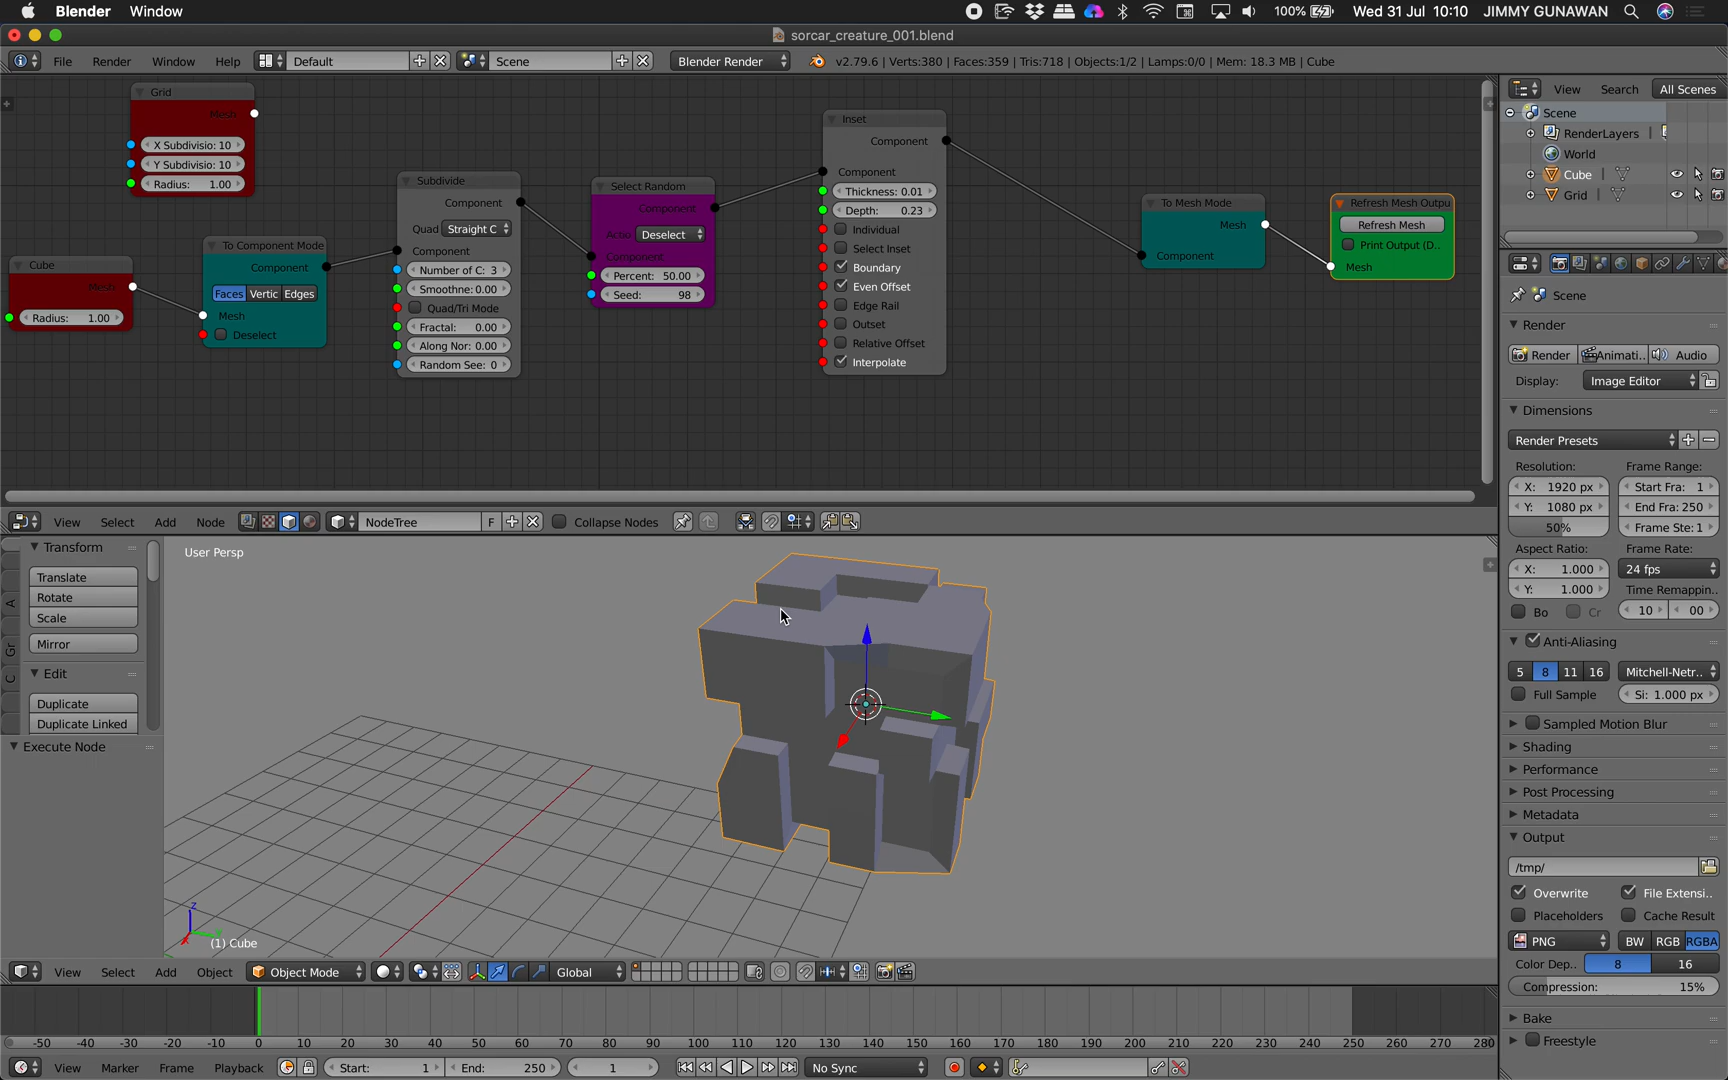 Blender Window 100% Wed 31 Jul 10:10 JIMMY GUNAWAN
sorcar_creature_001.blend
File Render Window Help Default Scene Blender Render v2.79.6 | Verts:380 | Faces:359 | Tris:718 | Objects:1/2 | Lamps:0/0 | Mem: 18.3 MB | Cube
Grid
Mesh
X Subdivisio: 10
Y Subdivisio: 10
Radius: 1.00
Cube
Mesh
Radius: 1.00
To Component Mode
Component
Faces Vertic Edges
Mesh
Deselect
Subdivide
Component
Quad Straight C
Component
Number of C: 3
Smoothne: 0.00
Quad/Tri Mode
Fractal: 0.00
Along Nor: 0.00
Random See: 0
Select Random
Component
Actio Deselect
Component
Percent: 50.00
Seed: 98
Inset
Component
Component
Thickness: 0.01
Depth: 0.23
Individual
Select Inset
Boundary
Even Offset
Edge Rail
Outset
Relative Offset
Interpolate
To Mesh Mode
Mesh
Component
Refresh Mesh Outpu
Refresh Mesh
Print Output (D..
Mesh
View Select Add Node NodeTree F Collapse Nodes
Transform
Translate
Rotate
Scale
Mirror
Edit
Duplicate
Duplicate Linked
Execute Node
A
Gr
C
User Persp
z
(1) Cube
View Select Add Object Object Mode Global
-50 -40 -30 -20 -10 0 10 20 30 40 50 60 70 80 90 100 110 120 130 140 150 160 170 180 190 200 210 220 230 240 250 260 270 280
View Marker Frame Playback Start: 1 End: 250 1 No Sync
View Search All Scenes
Scene
RenderLayers
World
Cube
Grid
Scene
Render
Render Animati.. Audio
Display: Image Editor
Dimensions
Render Presets
Resolution: Frame Range:
X: 1920 px Start Fra: 1
Y: 1080 px End Fra: 250
50% Frame Ste: 1
Aspect Ratio: Frame Rate:
X: 1.000 24 fps
Y: 1.000 Time Remappin..
Bo Cr 10 00
Anti-Aliasing
5 8 11 16 Mitchell-Netr..
Full Sample Si: 1.000 px
Sampled Motion Blur
Shading
Performance
Post Processing
Metadata
Output
/tmp/
Overwrite File Extensi..
Placeholders Cache Result
PNG BW RGB RGBA
Color Dep.. 8 16
Compression: 15%
Bake
Freestyle